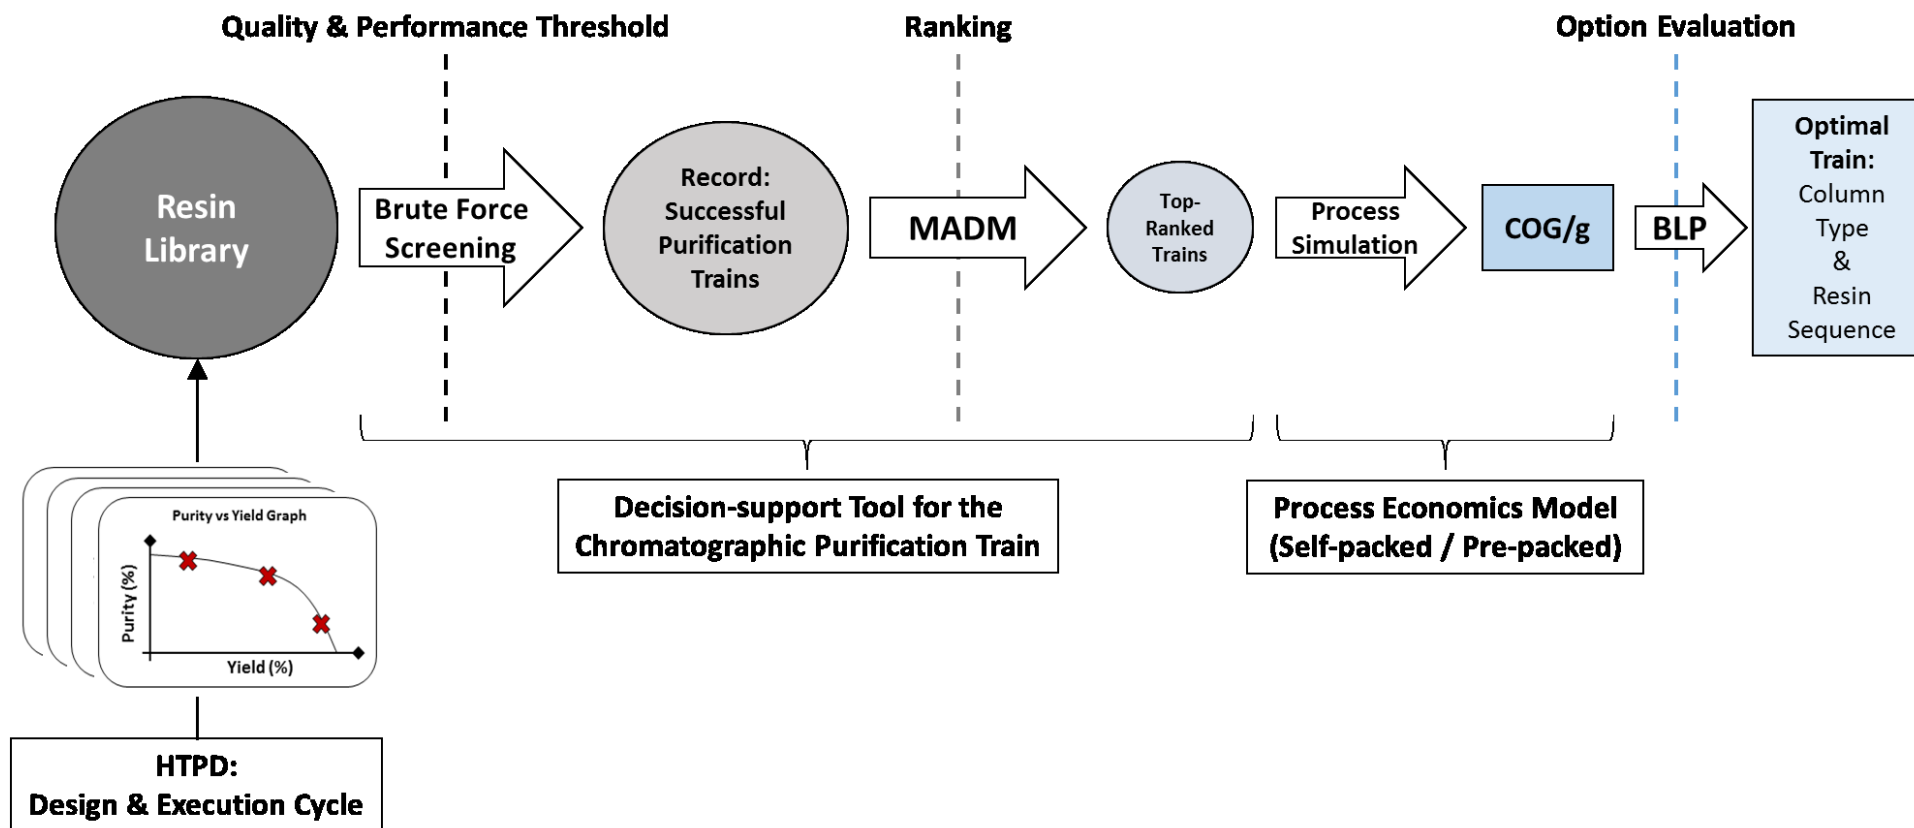 Quality & Performance Threshold
Ranking
Option Evaluation
Resin
Library
Brute Force
Screening
Record:
Successful
Purification
Trains
MADM
Top-
Ranked
Trains
Process
Simulation
COG/g
BLP
Optimal
Train:
Column
Type
&
Resin
Sequence
Decision-support Tool for the
Chromatographic Purification Train
Process Economics Model
(Self-packed / Pre-packed)
Purity vs Yield Graph
Purity (%)
Yield (%)
HTPD:
Design & Execution Cycle